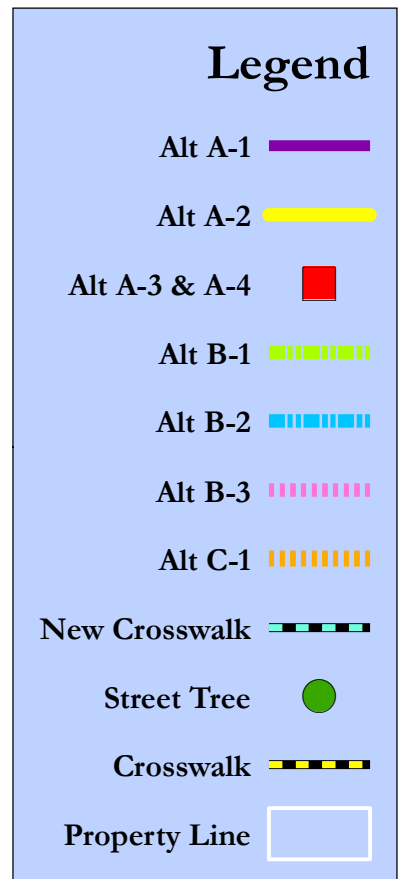 Legend
Alt A-1
Alt A-2
Alt A-3 & A-4
Alt B-1
Alt B-2
Alt B-3
Alt C-1
New Crosswalk
Street Tree
Crosswalk
Property Line